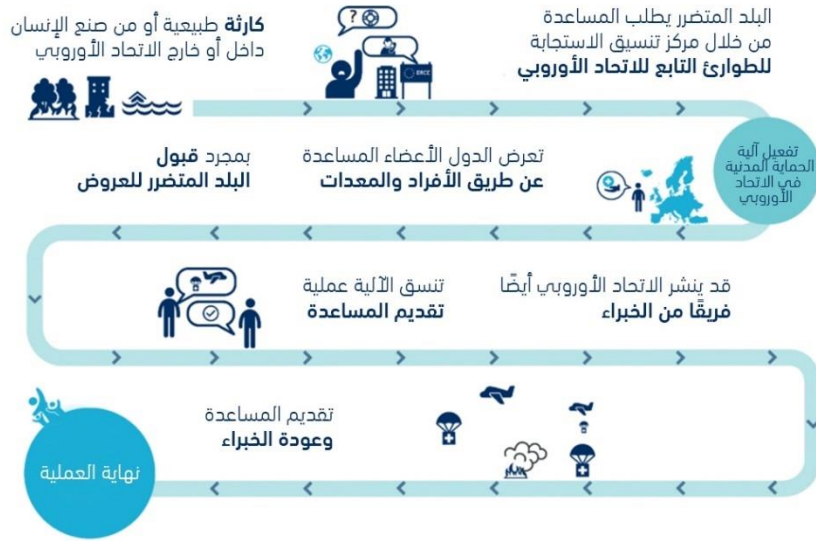 كارثة طبيعية أو من صنع الإنسان
داخل أو خارج الاتحاد الأوروبي
البلد المتضرر يطلب المساعدة
من خلال مركز تنسيق الاستجابة
للطوارئ التابع للاتحاد الأوروبي
?
ERCC
تفعيل آلية
الحماية المدنية
في الاتحاد
الأوروبي
تعرض الدول الأعضاء المساعدة
عن طريق الأفراد والمعدات
بمجرد قبول
البلد المتضرر للعروض
تنسق الآلية عملية
تقديم المساعدة
قد ينشر الاتحاد الأوروبي أيضًا
فريقًا من الخبراء
تقديم المساعدة
وعودة الخبراء
نهاية العملية